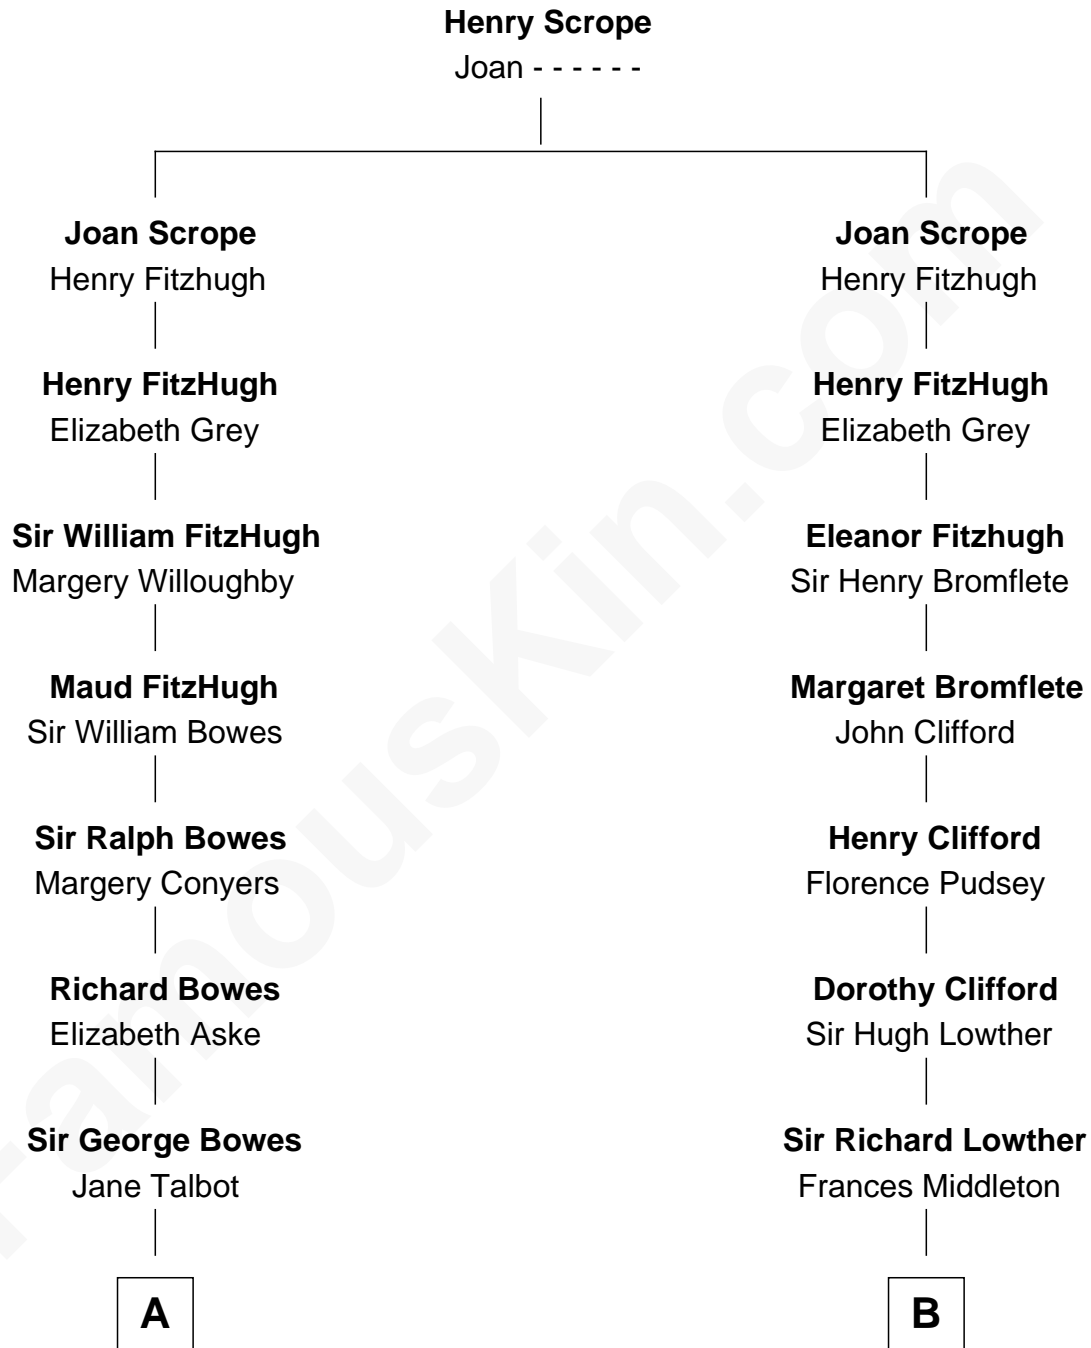 Henry Scrope
Joan - - - - - -
Joan Scrope
Henry Fitzhugh
Henry FitzHugh
Elizabeth Grey
Sir William FitzHugh
Margery Willoughby
Maud FitzHugh
Sir William Bowes
Sir Ralph Bowes
Margery Conyers
Richard Bowes
Elizabeth Aske
Sir George Bowes
Jane Talbot
A
Joan Scrope
Henry Fitzhugh
Henry FitzHugh
Elizabeth Grey
Eleanor Fitzhugh
Sir Henry Bromflete
Margaret Bromflete
John Clifford
Henry Clifford
Florence Pudsey
Dorothy Clifford
Sir Hugh Lowther
Sir Richard Lowther
Frances Middleton
B
FamousKin.com